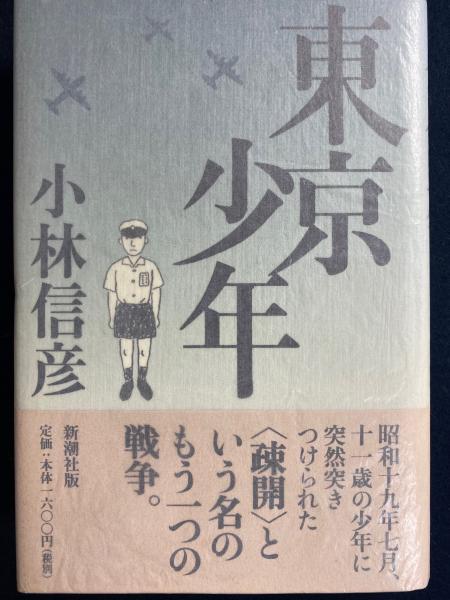 東京
少年
小林信彦
昭和十九年七月、
十一歳の少年に
突然突き
つけられた
〈疎開〉と
いう名の
もう一つの
戦争。
新潮社版
定価：本体一六〇〇円（税別）